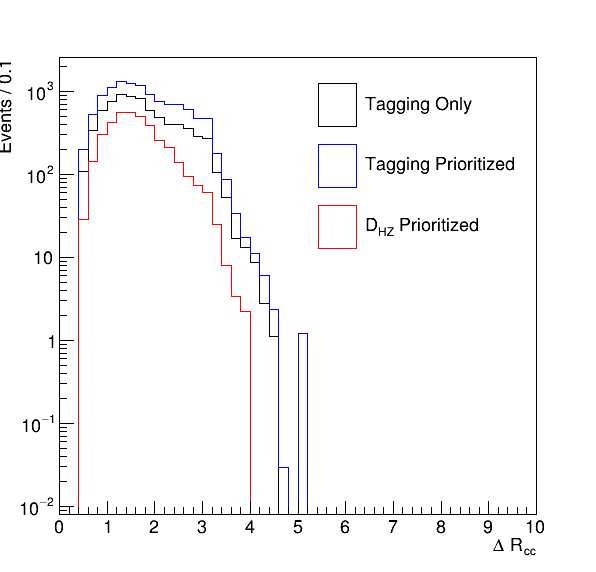 Events / 0.1
10³
10²
10
1
10⁻¹
10⁻²
Tagging Only
Tagging Prioritized
D_HZ Prioritized
0 1 2 3 4 5 6 7 8 9 10
Δ R_cc